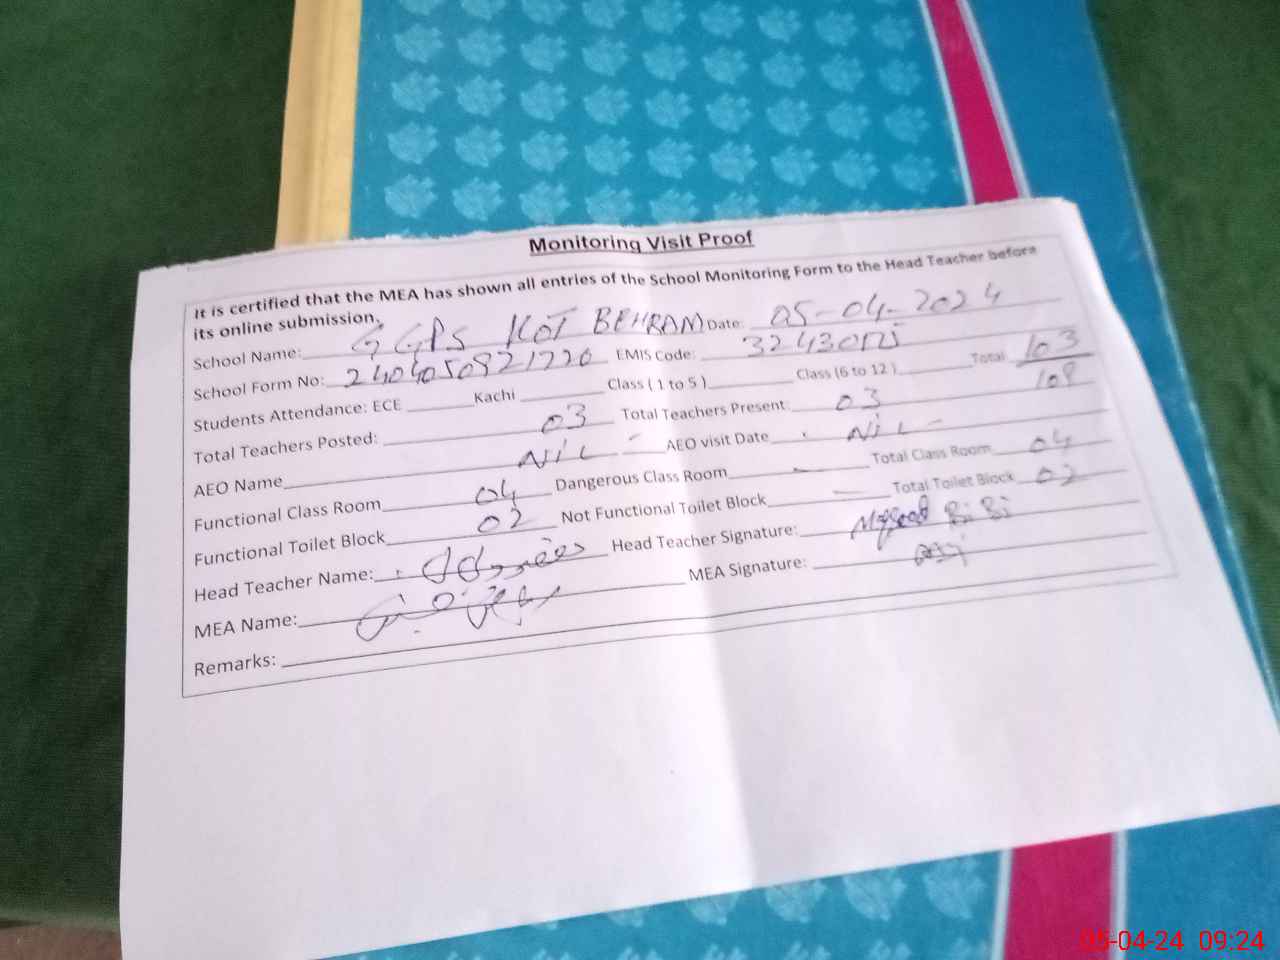 Monitoring Visit Proof
It is certified that the MEA has shown all entries of the School Monitoring Form to the Head Teacher before
its online submission.
School Name: GGPS KOT BEHRAM Date: 05-04-2024
School Form No: EMIS Code:
Students Attendance: ECE Kachi Class ( 1 to 5 ) Class (6 to 12 ) Total 103
108
Total Teachers Posted: 03 Total Teachers Present: 03
AEO Name Nil - AEO visit Date Nil -
Functional Class Room 04 Dangerous Class Room - Total Class Room 04
Functional Toilet Block 02 Not Functional Toilet Block - Total Toilet Block 02
Head Teacher Name: Head Teacher Signature: Bi Bi
MEA Name: MEA Signature:
Remarks:
05-04-24 09:24